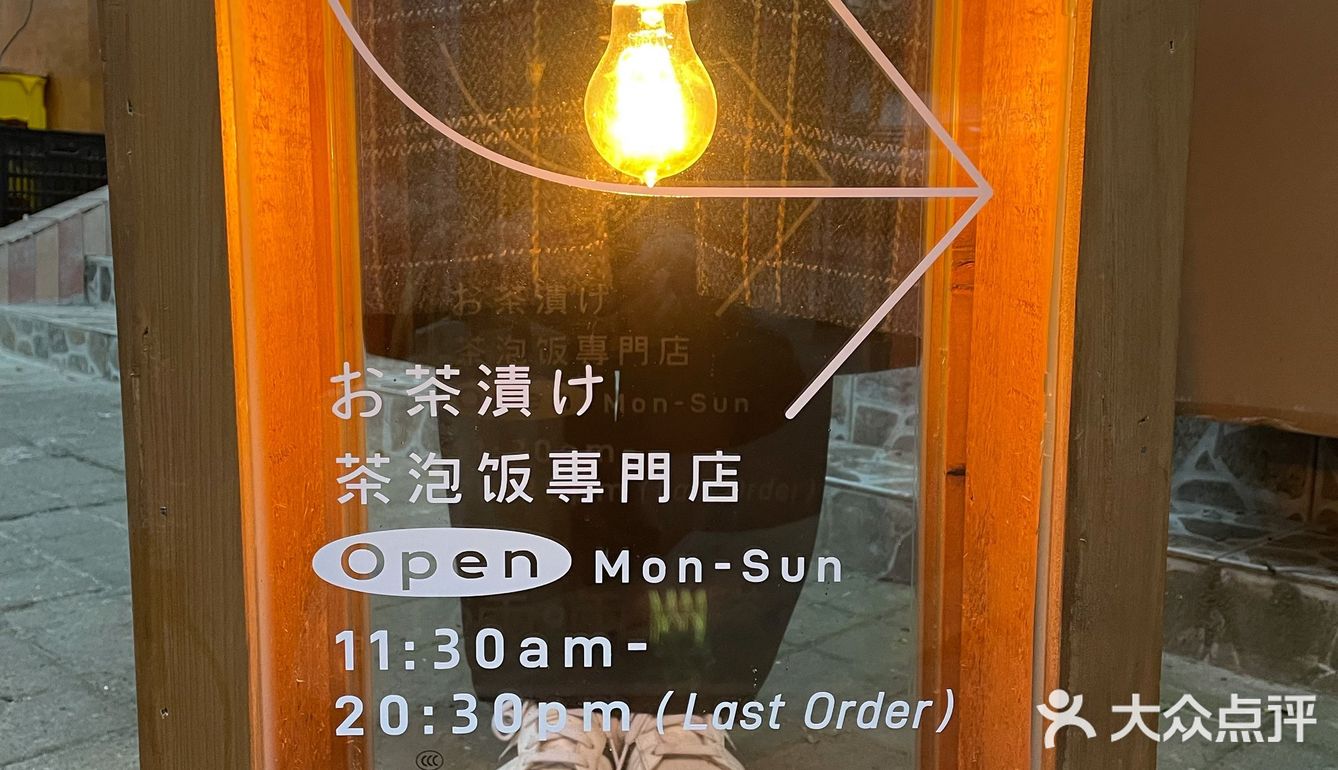 お茶漬け
茶泡饭專門店
Open Mon-Sun
11:30am-
20:30pm (Last Order)
大众点评